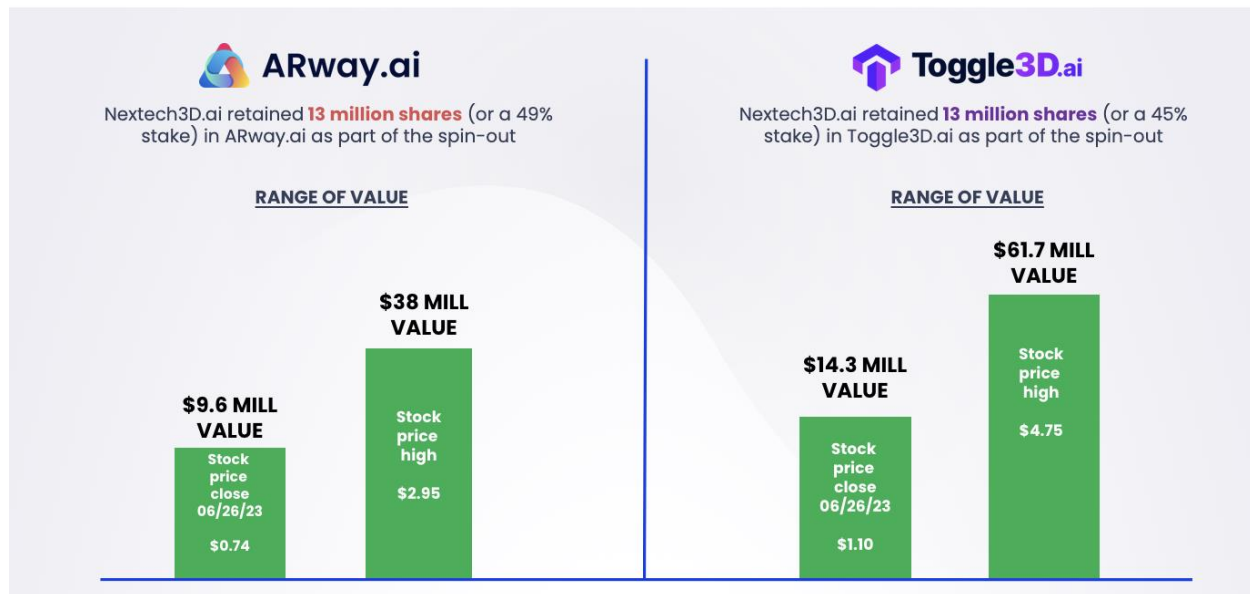 ARway.ai
Nextech3D.ai retained 13 million shares (or a 49%
stake) in ARway.ai as part of the spin-out
RANGE OF VALUE
$9.6 MILL
VALUE
Stock
price
close
06/26/23
$0.74
$38 MILL
VALUE
Stock
price
high
$2.95
Toggle3D.ai
Nextech3D.ai retained 13 million shares (or a 45%
stake) in Toggle3D.ai as part of the spin-out
RANGE OF VALUE
$14.3 MILL
VALUE
Stock
price
close
06/26/23
$1.10
$61.7 MILL
VALUE
Stock
price
high
$4.75